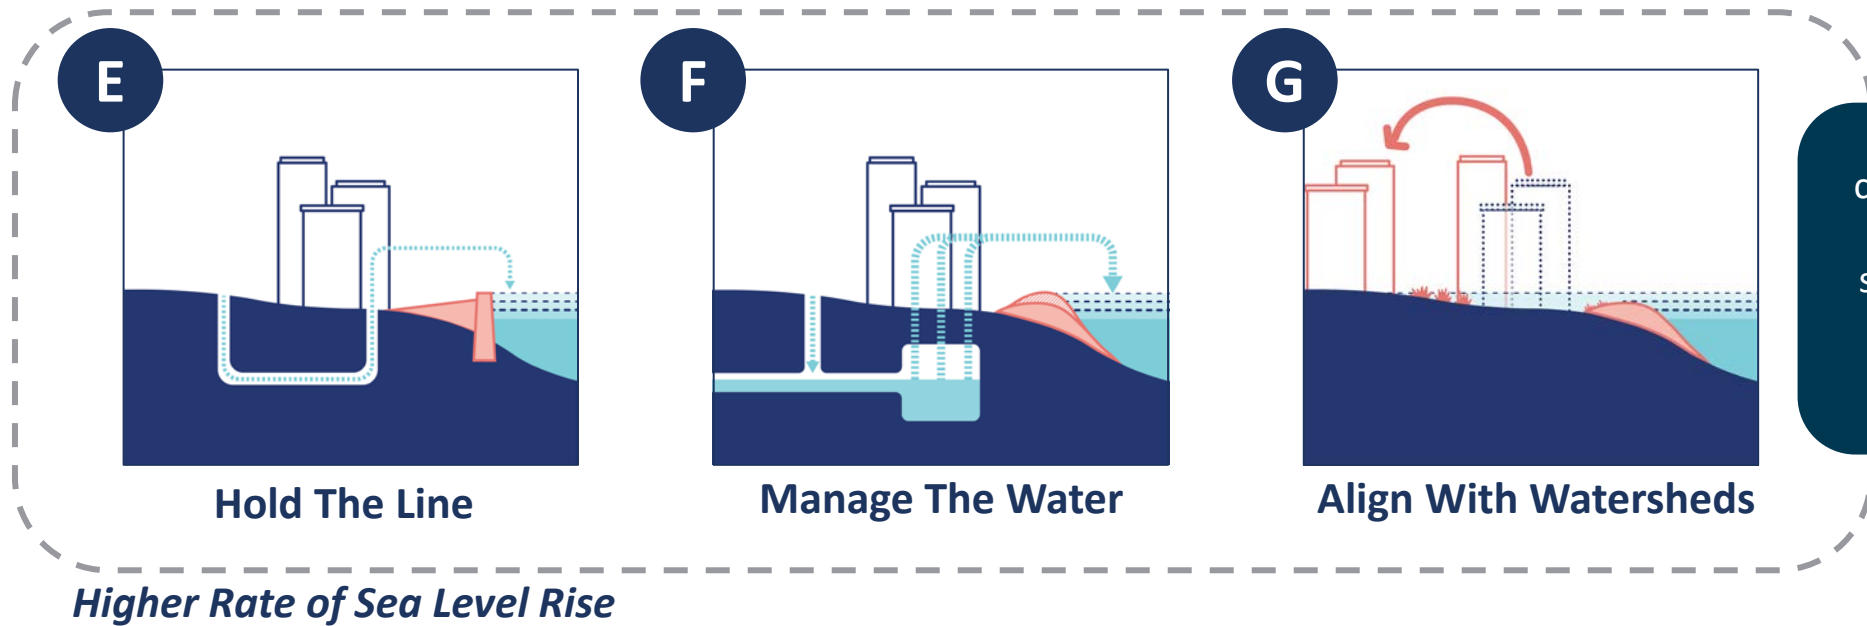 E
F
G
Hold The Line
Manage The Water
Align With Watersheds
Higher Rate of Sea Level Rise